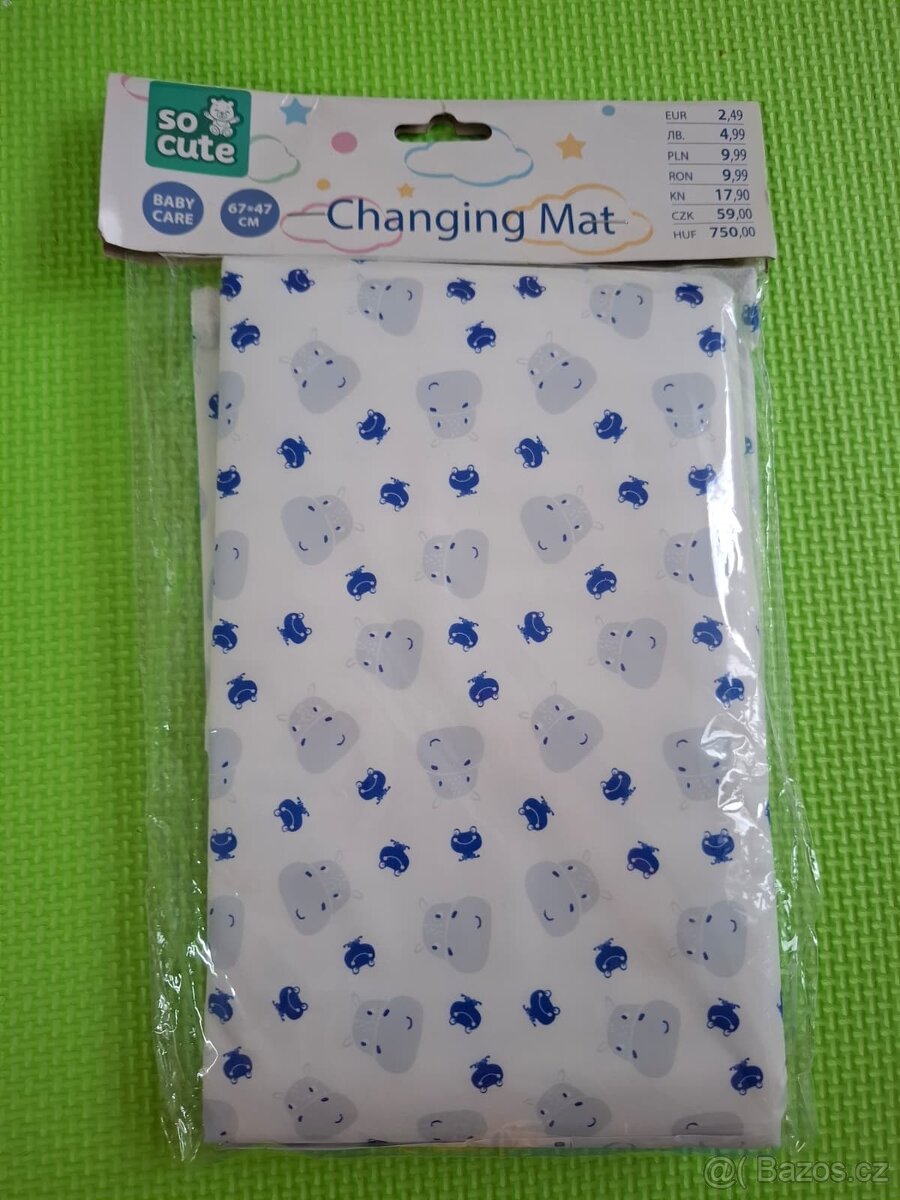 so
cute
BABY
CARE
67*47
CM
Changing Mat
EUR 2,49
ЛВ. 4,99
PLN 9,99
RON 9,99
KN 17,90
CZK 59,00
HUF 750,00
@( Bazos.cz